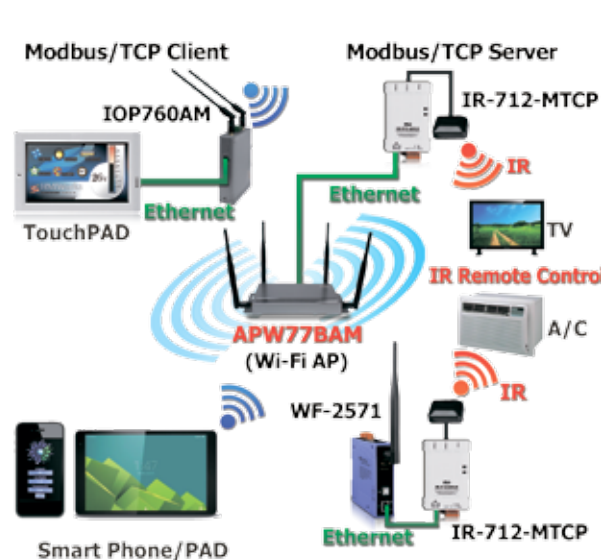 Modbus/TCP Client
Modbus/TCP Server
IOP760AM
IR-712-MTCP
Ethernet
Ethernet
IR
TouchPAD
TV
IR Remote Control
APW77BAM
(Wi-Fi AP)
A/C
IR
WF-2571
Ethernet
IR-712-MTCP
Smart Phone/PAD